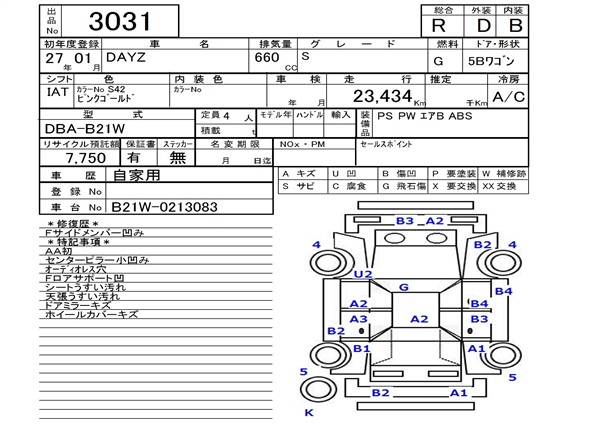 出品No 3031
総合 外装 内装
R D B
初年度登録 車名 排気量 グレード 燃料 ドア・形状
27年 01月 DAYZ 660 cc S G 5Bワゴン
シフト 色 内装色 走行 推定 冷房
IAT カラーNo S42 ピンクゴールド カラーNo 年 月 23,434 Km 千Km A/C
型式 定員 4 人 モデル年 ハンドル 輸入 装備品 PS PW エアB ABS
DBA-B21W 積載 t
リサイクル預託額 保証書 ステッカー 名変期限 NOx・PM セールスポイント
7,750 有 無 月 日迄
車歴 自家用
登録No
車台No B21W-0213083
A キズ U 凹 B 傷凹 P 要塗装 W 補修跡
S サビ C 腐食 G 飛石傷 X 要交換 XX 交換
*修復歴*
Fサイドメンバー凹み
*特記事項*
AA初
センターピラー小凹み
オーディオレス穴
Fロアサポート凹
シートうすい汚れ
天張うすい汚れ
ドアミラーキズ
ホイールカバーキズ
B3 A2
4 B2 4
U2 G B4
A2 B4
A3 A2 B3
B2
B1 A1
5 5
B2 A1
K